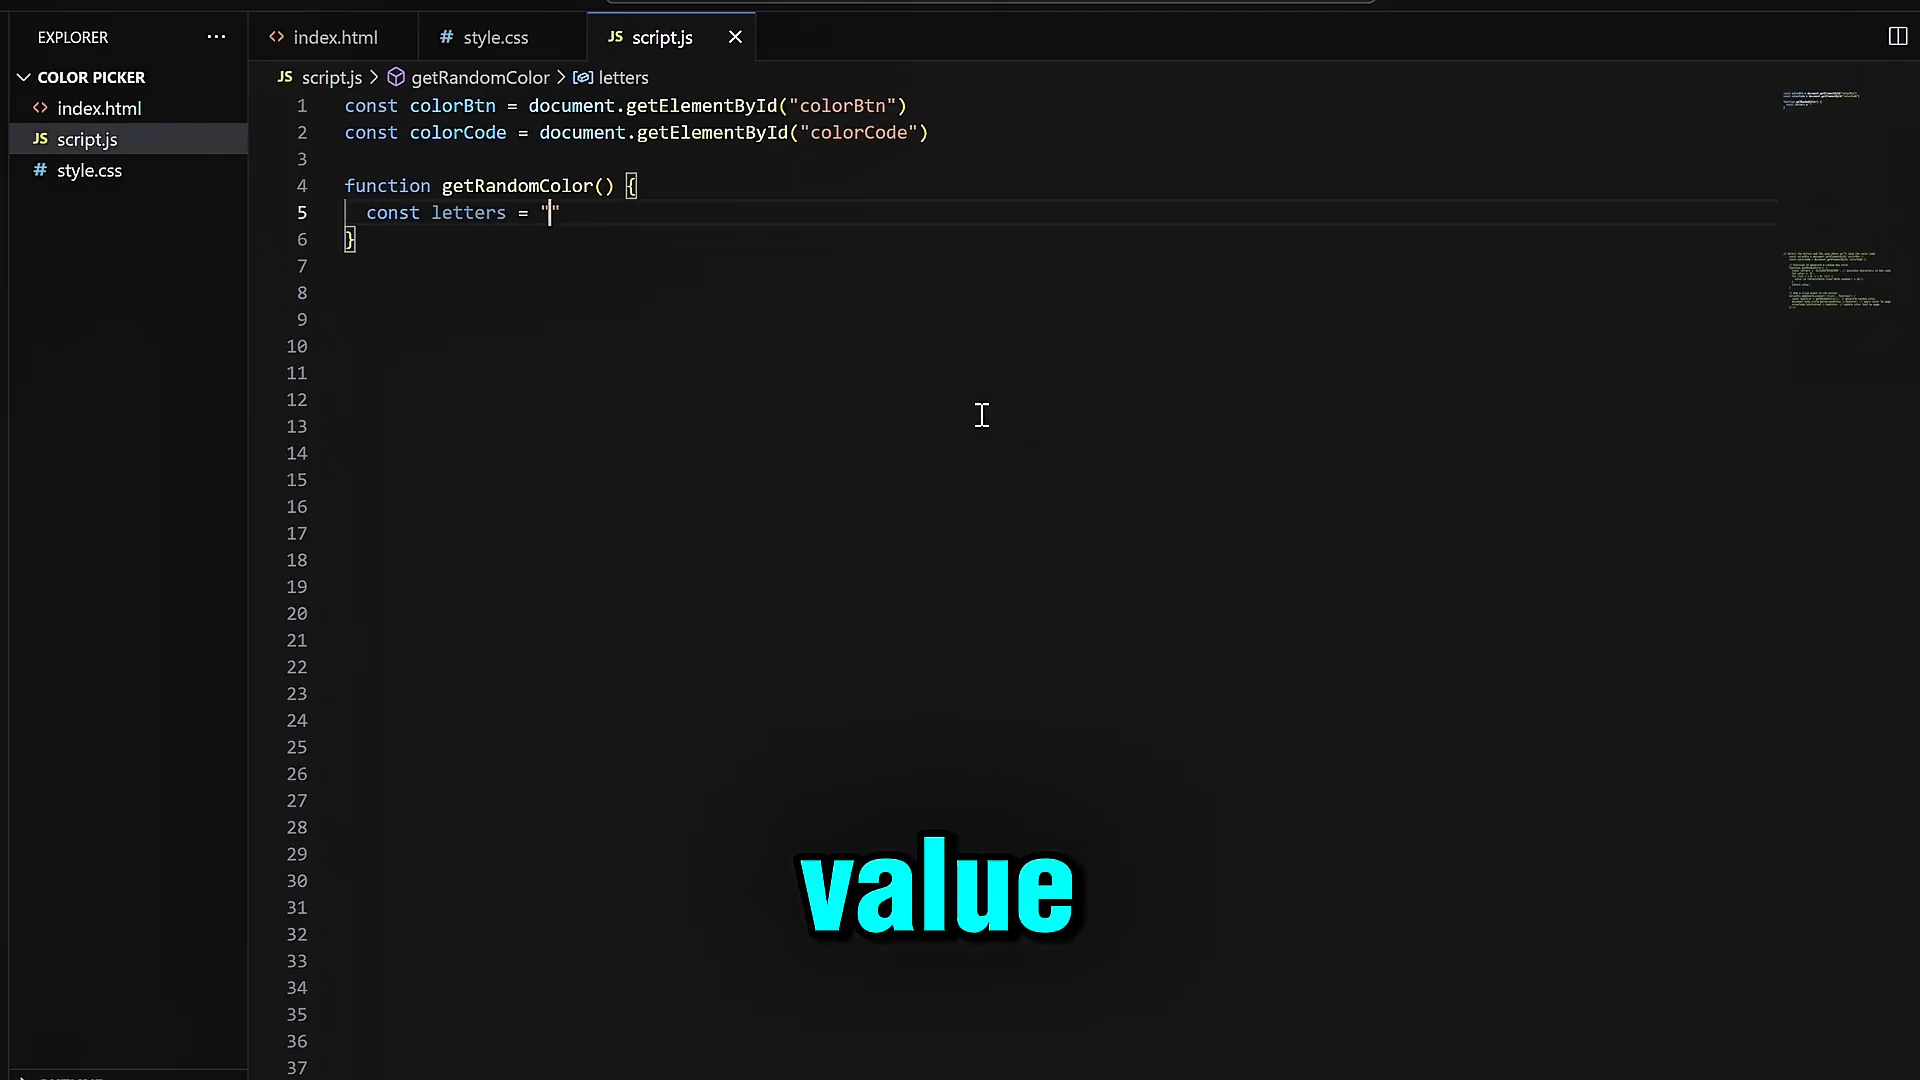 EXPLORER
COLOR PICKER
index.html
JS script.js
# style.css
index.html
# style.css
JS script.js
JS script.js > getRandomColor > letters
1 const colorBtn = document.getElementById("colorBtn")
2 const colorCode = document.getElementById("colorCode")
3
4 function getRandomColor() {
5 const letters = ""
6 }
7
8
9
10
11
12
13
14
15
16
17
18
19
20
21
22
23
24
25
26
27
28
29
30
31
32
33
34
35
36
37
value